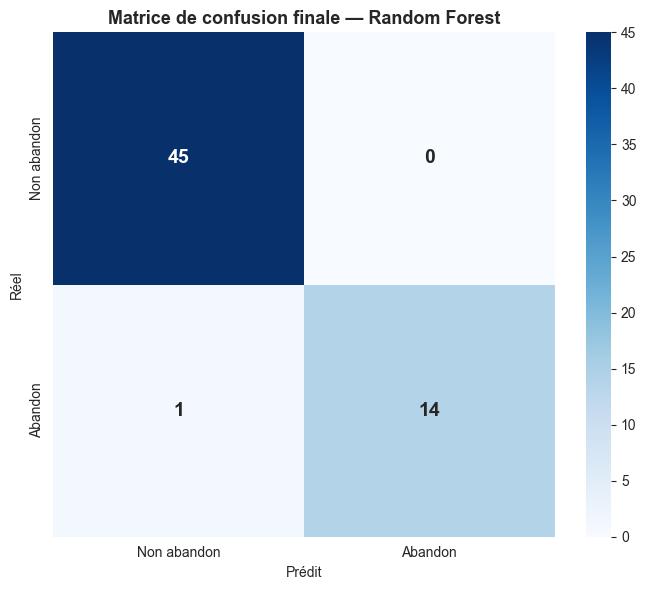 Matrice de confusion finale — Random Forest
Non abandon
45
0
Réel
Abandon
1
14
Non abandon
Abandon
Prédit
45
40
35
30
25
20
15
10
5
0